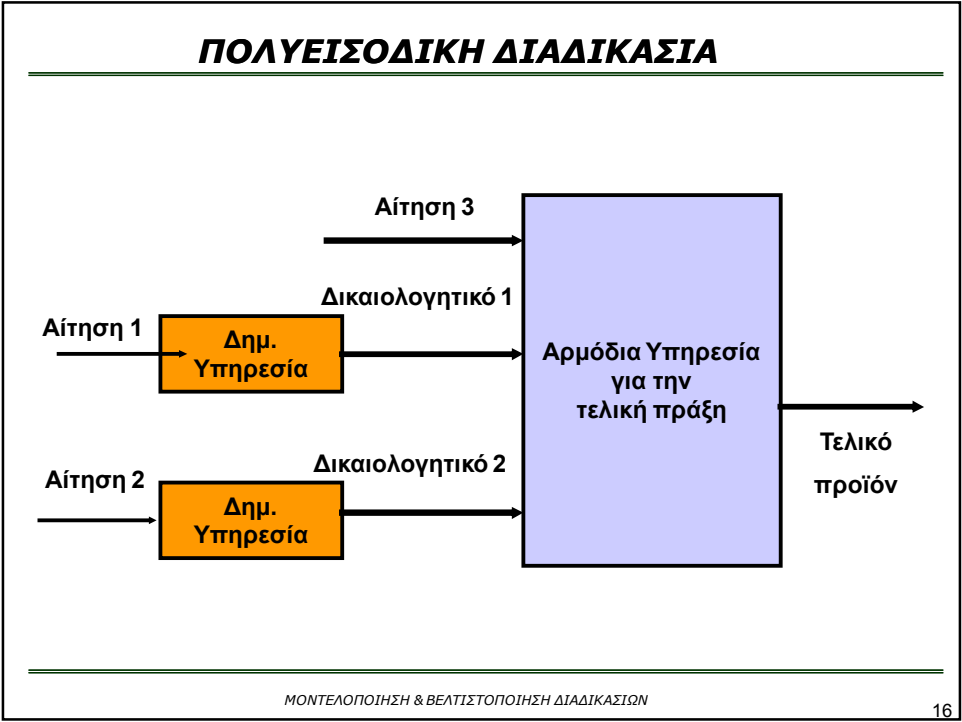 ΠΟΛΥΕΙΣΟΔΙΚΗ ΔΙΑΔΙΚΑΣΙΑ
Αίτηση 3
Δικαιολογητικό 1
Αίτηση 1
Δημ.
Υπηρεσία
Αρμόδια Υπηρεσία
για την
τελική πράξη
Τελικό
προϊόν
Δικαιολογητικό 2
Αίτηση 2
Δημ.
Υπηρεσία
ΜΟΝΤΕΛΟΠΟΙΗΣΗ & ΒΕΛΤΙΣΤΟΠΟΙΗΣΗ ΔΙΑΔΙΚΑΣΙΩΝ
16